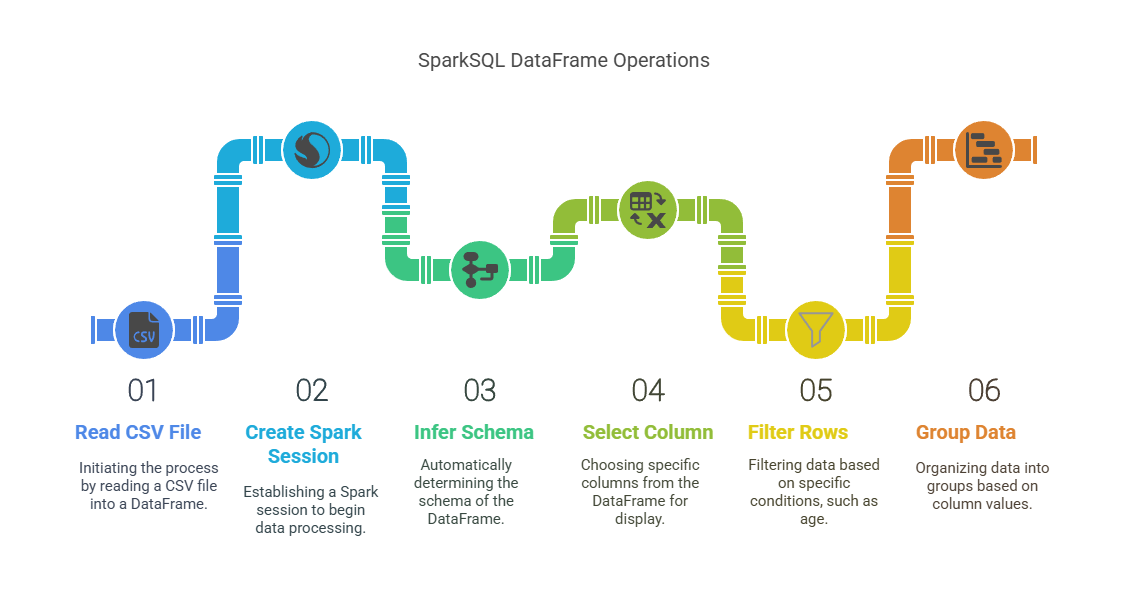 SparkSQL DataFrame Operations
CSV
01
Read CSV File
Initiating the process
by reading a CSV file
into a DataFrame.
02
Create Spark
Session
Establishing a Spark
session to begin
data processing.
03
Infer Schema
Automatically
determining the
schema of the
DataFrame.
04
Select Column
Choosing specific
columns from the
DataFrame for
display.
05
Filter Rows
Filtering data based
on specific
conditions, such as
age.
06
Group Data
Organizing data into
groups based on
column values.